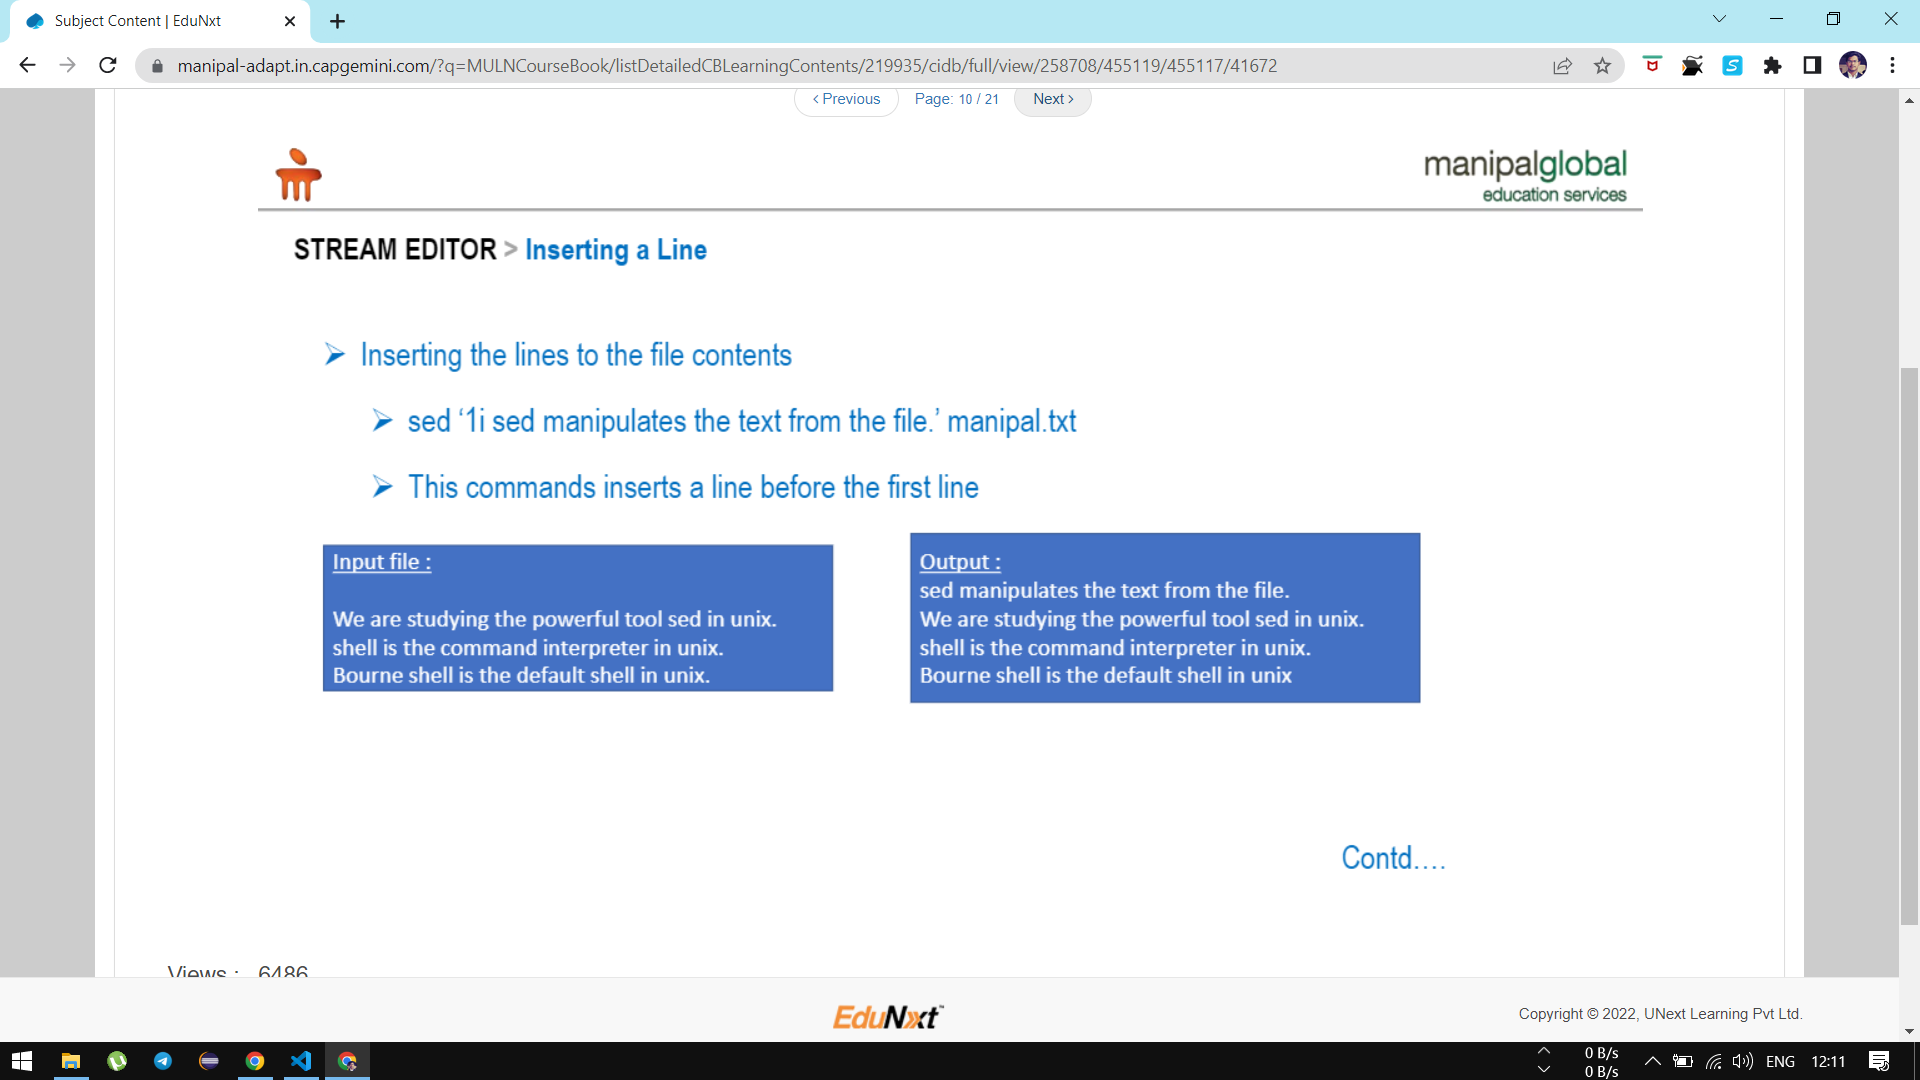 Subject Content | EduNxt
manipal-adapt.in.capgemini.com/?q=MULNCourseBook/listDetailedCBLearningContents/219935/cidb/full/view/258708/455119/455117/41672
‹ Previous Page: 10 / 21 Next ›
manipalglobal
education services
STREAM EDITOR > Inserting a Line
Inserting the lines to the file contents
sed ‘1i sed manipulates the text from the file.’ manipal.txt
This commands inserts a line before the first line
Input file :
We are studying the powerful tool sed in unix.
shell is the command interpreter in unix.
Bourne shell is the default shell in unix.
Output :
sed manipulates the text from the file.
We are studying the powerful tool sed in unix.
shell is the command interpreter in unix.
Bourne shell is the default shell in unix
Contd....
Views : 6486
EduNxt™
Copyright © 2022, UNext Learning Pvt Ltd.
0 B/s
0 B/s
ENG 12:11